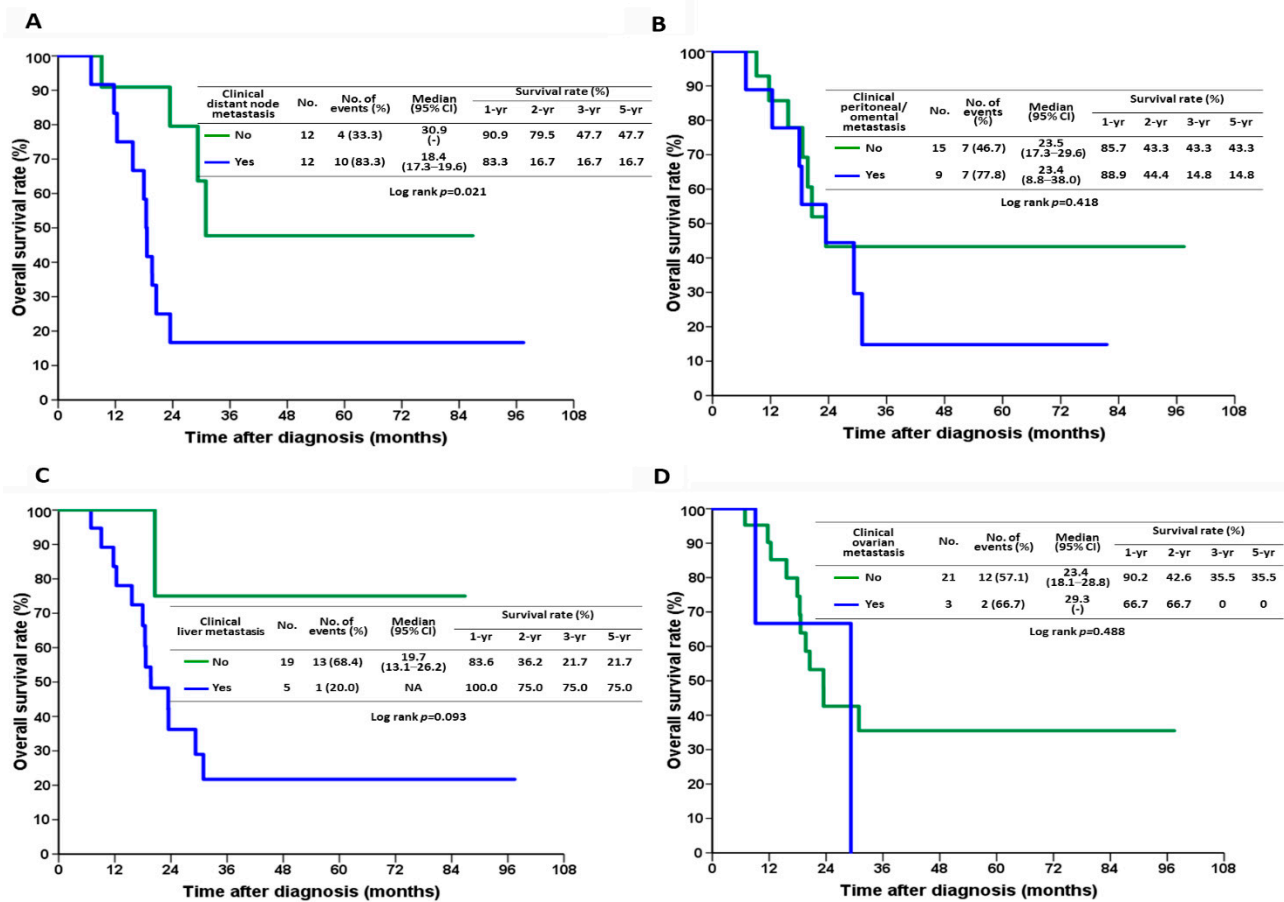 A
Overall survival rate (%)
100
90
80
70
60
50
40
30
20
10
0
0 12 24 36 48 60 72 84 96 108
Time after diagnosis (months)
Clinical distant node metastasis No. No. of events (%) Median (95% CI) Survival rate (%)
1-yr 2-yr 3-yr 5-yr
No 12 4 (33.3) 30.9 (-) 90.9 79.5 47.7 47.7
Yes 12 10 (83.3) 18.4 (17.3–19.6) 83.3 16.7 16.7 16.7
Log rank p=0.021
B
Overall survival rate (%)
100
90
80
70
60
50
40
30
20
10
0
0 12 24 36 48 60 72 84 96 108
Time after diagnosis (months)
Clinical peritoneal/ omental metastasis No. No. of events (%) Median (95% CI) Survival rate (%)
1-yr 2-yr 3-yr 5-yr
No 15 7 (46.7) 23.5 (17.3–29.6) 85.7 43.3 43.3 43.3
Yes 9 7 (77.8) 23.4 (8.8–38.0) 88.9 44.4 14.8 14.8
Log rank p=0.418
C
Overall survival rate (%)
100
90
80
70
60
50
40
30
20
10
0
0 12 24 36 48 60 72 84 96 108
Time after diagnosis (months)
Clinical liver metastasis No. No. of events (%) Median (95% CI) Survival rate (%)
1-yr 2-yr 3-yr 5-yr
No 19 13 (68.4) 19.7 (13.1–26.2) 83.6 36.2 21.7 21.7
Yes 5 1 (20.0) NA 100.0 75.0 75.0 75.0
Log rank p=0.093
D
Overall survival rate (%)
100
90
80
70
60
50
40
30
20
10
0
0 12 24 36 48 60 72 84 96 108
Time after diagnosis (months)
Clinical ovarian metastasis No. No. of events (%) Median (95% CI) Survival rate (%)
1-yr 2-yr 3-yr 5-yr
No 21 12 (57.1) 23.4 (18.1–28.8) 90.2 42.6 35.5 35.5
Yes 3 2 (66.7) 29.3 (-) 66.7 66.7 0 0
Log rank p=0.488